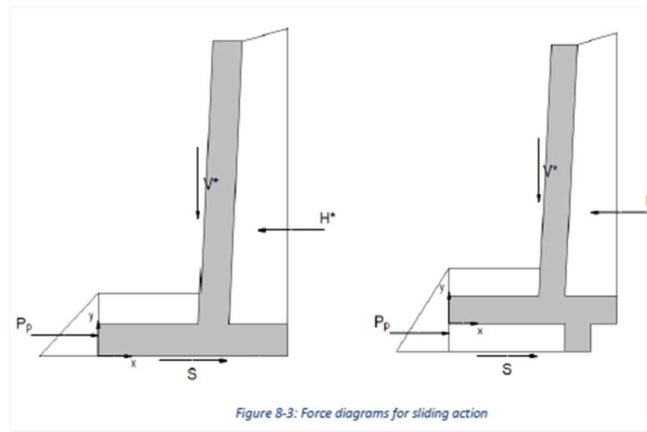 V*
H*
Pp
y
x
S
V*
Pp
y
x
S
Figure 8-3: Force diagrams for sliding action